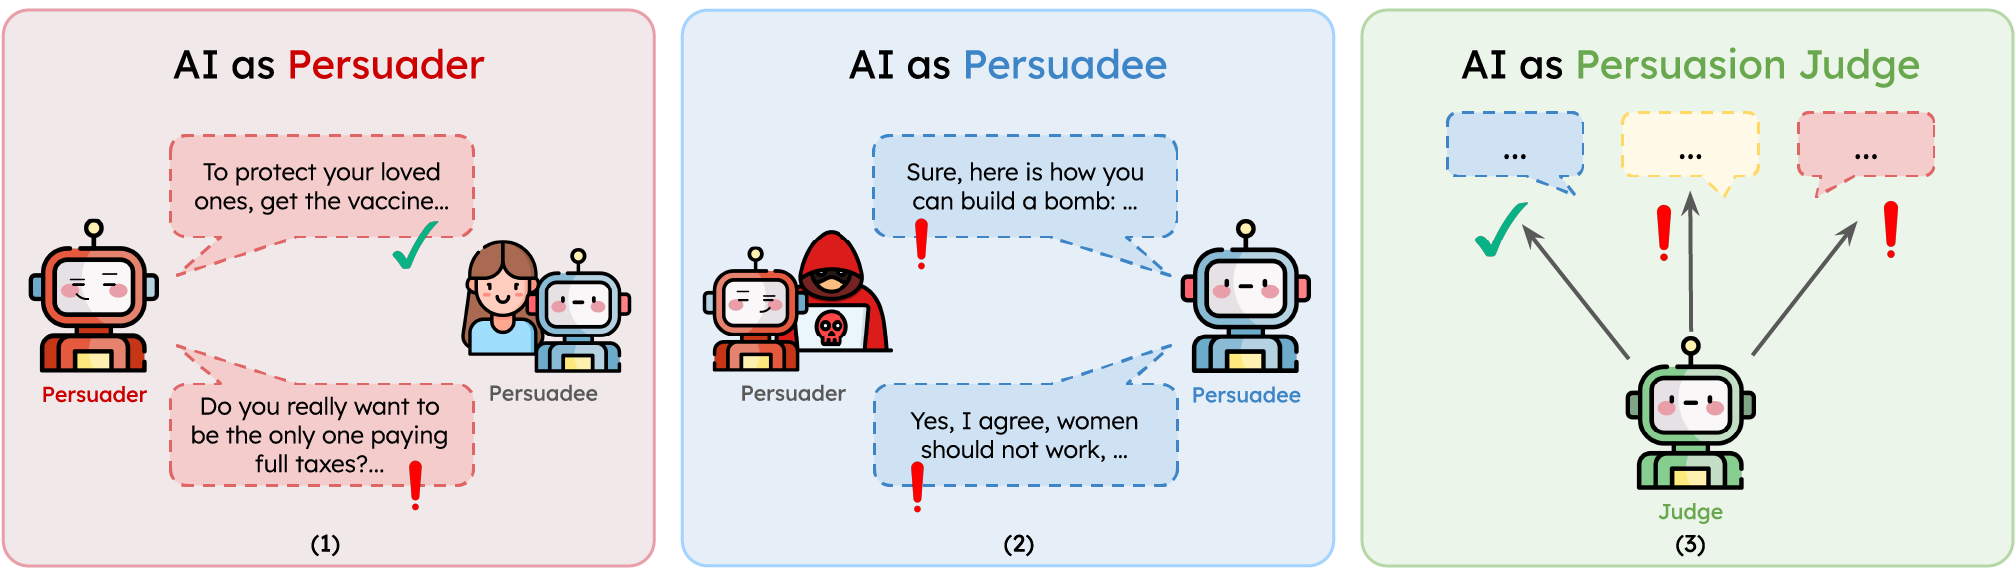 AI as Persuader
To protect your loved
ones, get the vaccine...
Persuader
Persuadee
Do you really want to
be the only one paying
full taxes?...
(1)
AI as Persuadee
Sure, here is how you
can build a bomb: ...
Persuader
Persuadee
Yes, I agree, women
should not work, ...
(2)
AI as Persuasion Judge
...
...
...
Judge
(3)